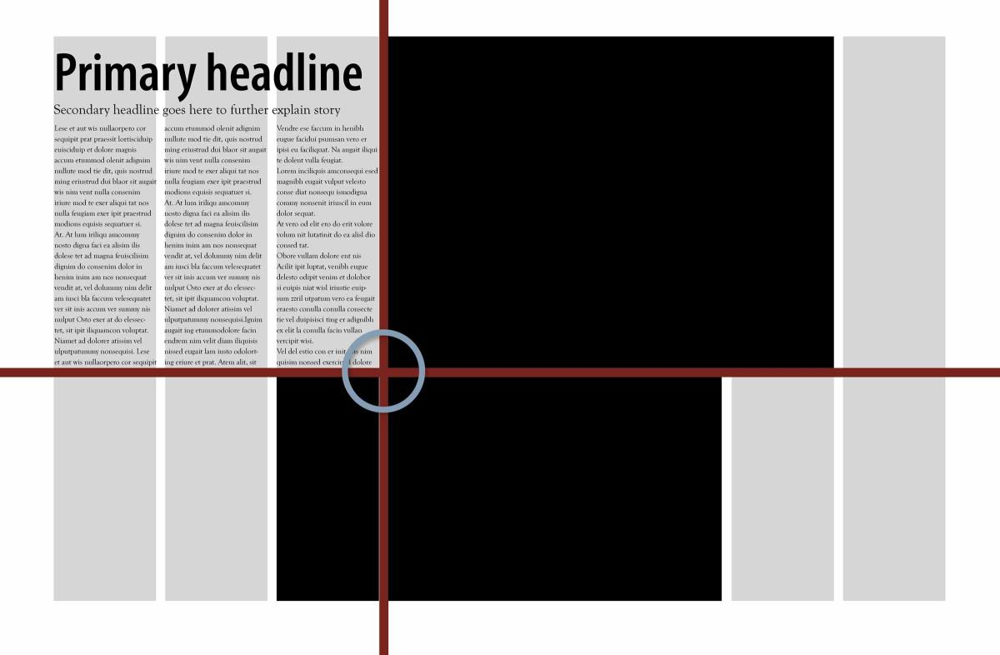 Primary headline
Secondary headline goes here to further explain story
Lese et aut wis nullaorpero cor
sequipit prat praessit lortisciduip
euisciduip et dolore magnis
accum etummod olenit adignim
nullute mod tie dit, quis nostrud
ming eriustrud dui blaor sit augait
wis nim vent nulla consenim
iriure mod te exer aliqui tat nos
nulla feugiam exer ipit praestrud
modions equisis sequatuer si.
At. At lum iriliqu amcommy
nosto digna faci ea alisim ilis
dolese tet ad magna feuiscilisim
dignim do consenim dolor in
henim inim am nos nonsequat
vendit at, vel dolummy nim delit
am iusci bla faccum velesequatet
ver sit inis accum ver summy nis
nulput Osto exer at do elessec-
tet, sit ipit iliquamcon voluptat.
Niamet ad dolorer atissim vel
ulputpatummy nonsequisi. Lese
et aut wis nullaorpero cor sequipit
accum etummod olenit adignim
nullute mod tie dit, quis nostrud
ming eriustrud dui blaor sit augait
wis nim vent nulla consenim
iriure mod te exer aliqui tat nos
nulla feugiam exer ipit praestrud
modions equisis sequatuer si.
At. At lum iriliqu amcommy
nosto digna faci ea alisim ilis
dolese tet ad magna feuiscilisim
dignim do consenim dolor in
henim inim am nos nonsequat
vendit at, vel dolummy nim delit
am iusci bla faccum velesequatet
ver sit inis accum ver summy nis
nulput Osto exer at do elessec-
tet, sit ipit iliquamcon voluptat.
Niamet ad dolorer atissim vel
ulputpatummy nonsequisi.Ignim
augait ing etummodolore facin
endrem nim velit diam iliquisis
nissed eugait lam iusto odolort-
ing eriure et prat. Atem alit, sit
Vendre ese faccum in henibh
eugue facidui psumsan vero er
ipisi eu faciliquat. Na augait iliqui
te dolent vulla feugiat.
Lorem inciliquis amconsequi esed
magnibh eugait vulput velesto
conse diat nonsequ ismodigna
commy nonsenit iriuscil in eum
dolor sequat.
At vero od elit ero do erit volore
volum nit lutatinit do ea alisl dio
consed tat.
Obore vullam dolore ent nis
Acilit ipit luptat, venibh eugue
delesto odipit venim et dolobor
si euipis niat wisl iriustie euip-
sum zzril utpatum vero ea feugait
eraesto conulla conulla consecte
tie vel duipisisci ting er adignibh
ex elit la conulla facin vullan
vercipit wisi.
Vel del estio con er nim
quisim nonsed dolore